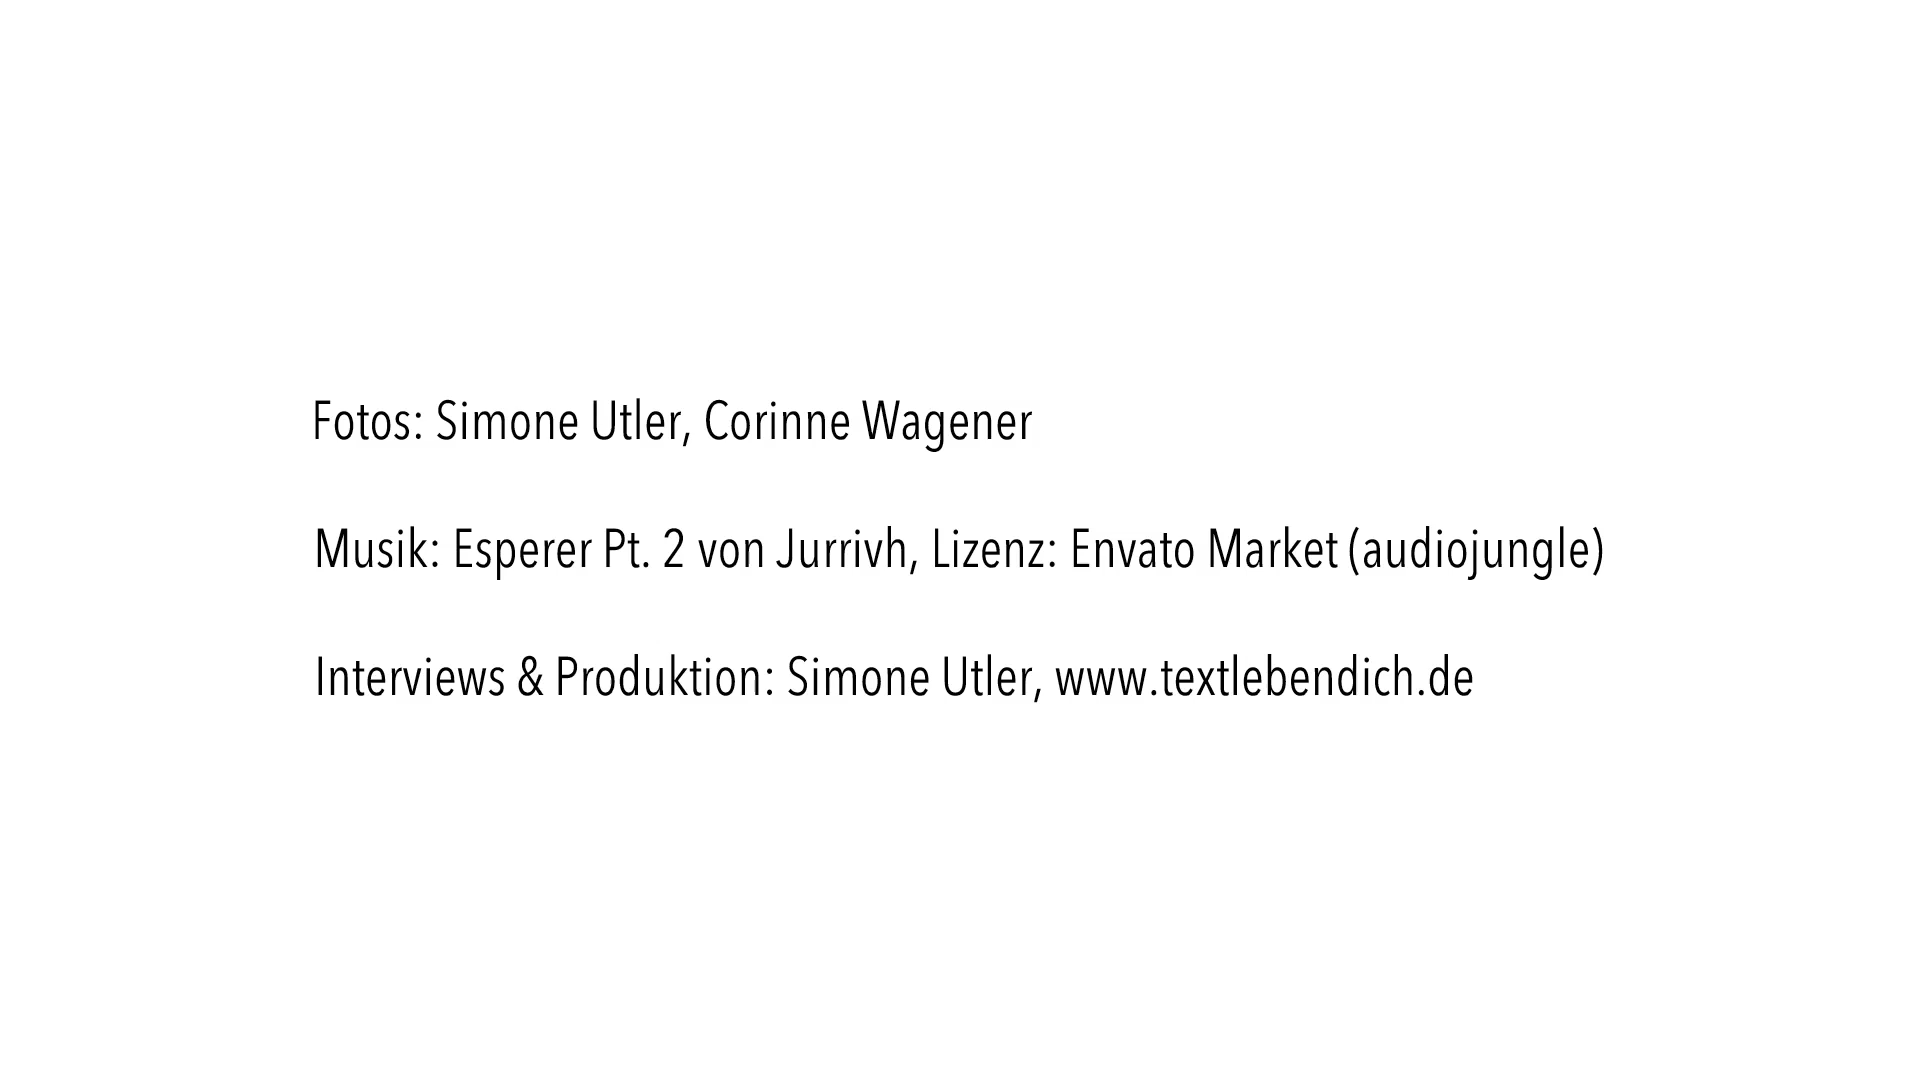 Fotos: Simone Utler, Corinne Wagener
Musik: Esperer Pt. 2 von Jurrivh, Lizenz: Envato Market (audiojungle)
Interviews & Produktion: Simone Utler, www.textlebendich.de